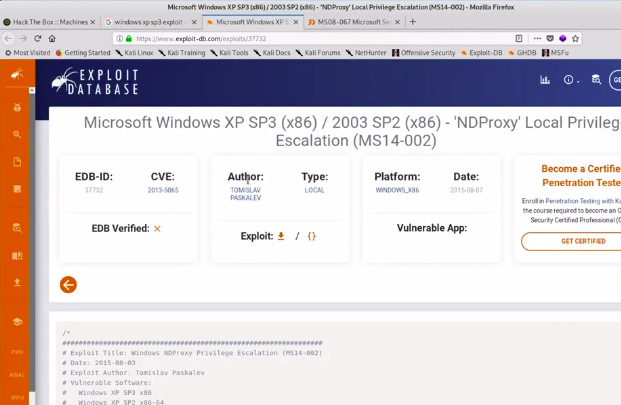 Microsoft Windows XP SP3 (x86) / 2003 SP2 (x86) - 'NDProxy' Local Privilege Escalation (MS14-002) - Mozilla Firefox
Hack The Box :: Machines
windows xp sp3 exploit
Microsoft Windows XP S
MS08-067 Microsoft Se
https://www.exploit-db.com/exploits/37732
Most Visited
Getting Started
Kali Linux
Kali Training
Kali Tools
Kali Docs
Kali Forums
NetHunter
Offensive Security
Exploit-DB
GHDB
MSFu
EXPLOIT
DATABASE
GE
Microsoft Windows XP SP3 (x86) / 2003 SP2 (x86) - 'NDProxy' Local Privileg
Escalation (MS14-002)
EDB-ID:
37732
CVE:
2013-5065
EDB Verified: ×
Author:
TOMISLAV
PASKALEV
Type:
LOCAL
Exploit: / {}
Platform:
WINDOWS_X86
Date:
2015-08-07
Vulnerable App:
Become a Certifie
Penetration Teste
Enroll in Penetration Testing with Ka
the course required to become an O
Security Certified Professional (O
GET CERTIFIED
PWK
AWAE
WIFU
/*
# Exploit Title: Windows NDProxy Privilege Escalation (MS14-002)
# Date: 2015-08-03
# Exploit Author: Tomislav Paskalev
# Vulnerable Software:
# Windows XP SP3 x86
# Windows XP SP2 x86-64